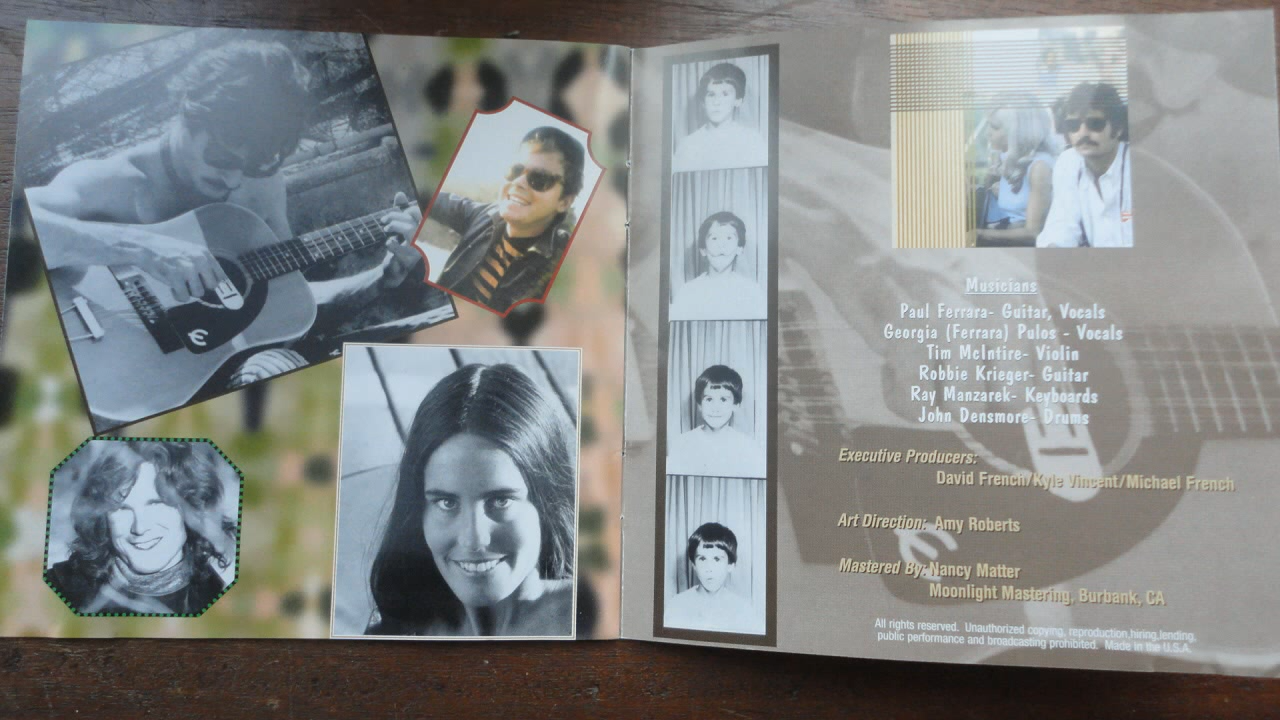 Musicians
Paul Ferrara- Guitar, Vocals
Georgia (Ferrara) Pulos - Vocals
Tim McIntire- Violin
Robbie Krieger- Guitar
Ray Manzarek- Keyboards
John Densmore- Drums
Executive Producers:
David French/Kyle Vincent/Michael French
Art Direction: Amy Roberts
Mastered By: Nancy Matter
Moonlight Mastering, Burbank, CA
All rights reserved. Unauthorized copying, reproduction,hiring,lending,
public performance and broadcasting prohibited. Made in the U.S.A.